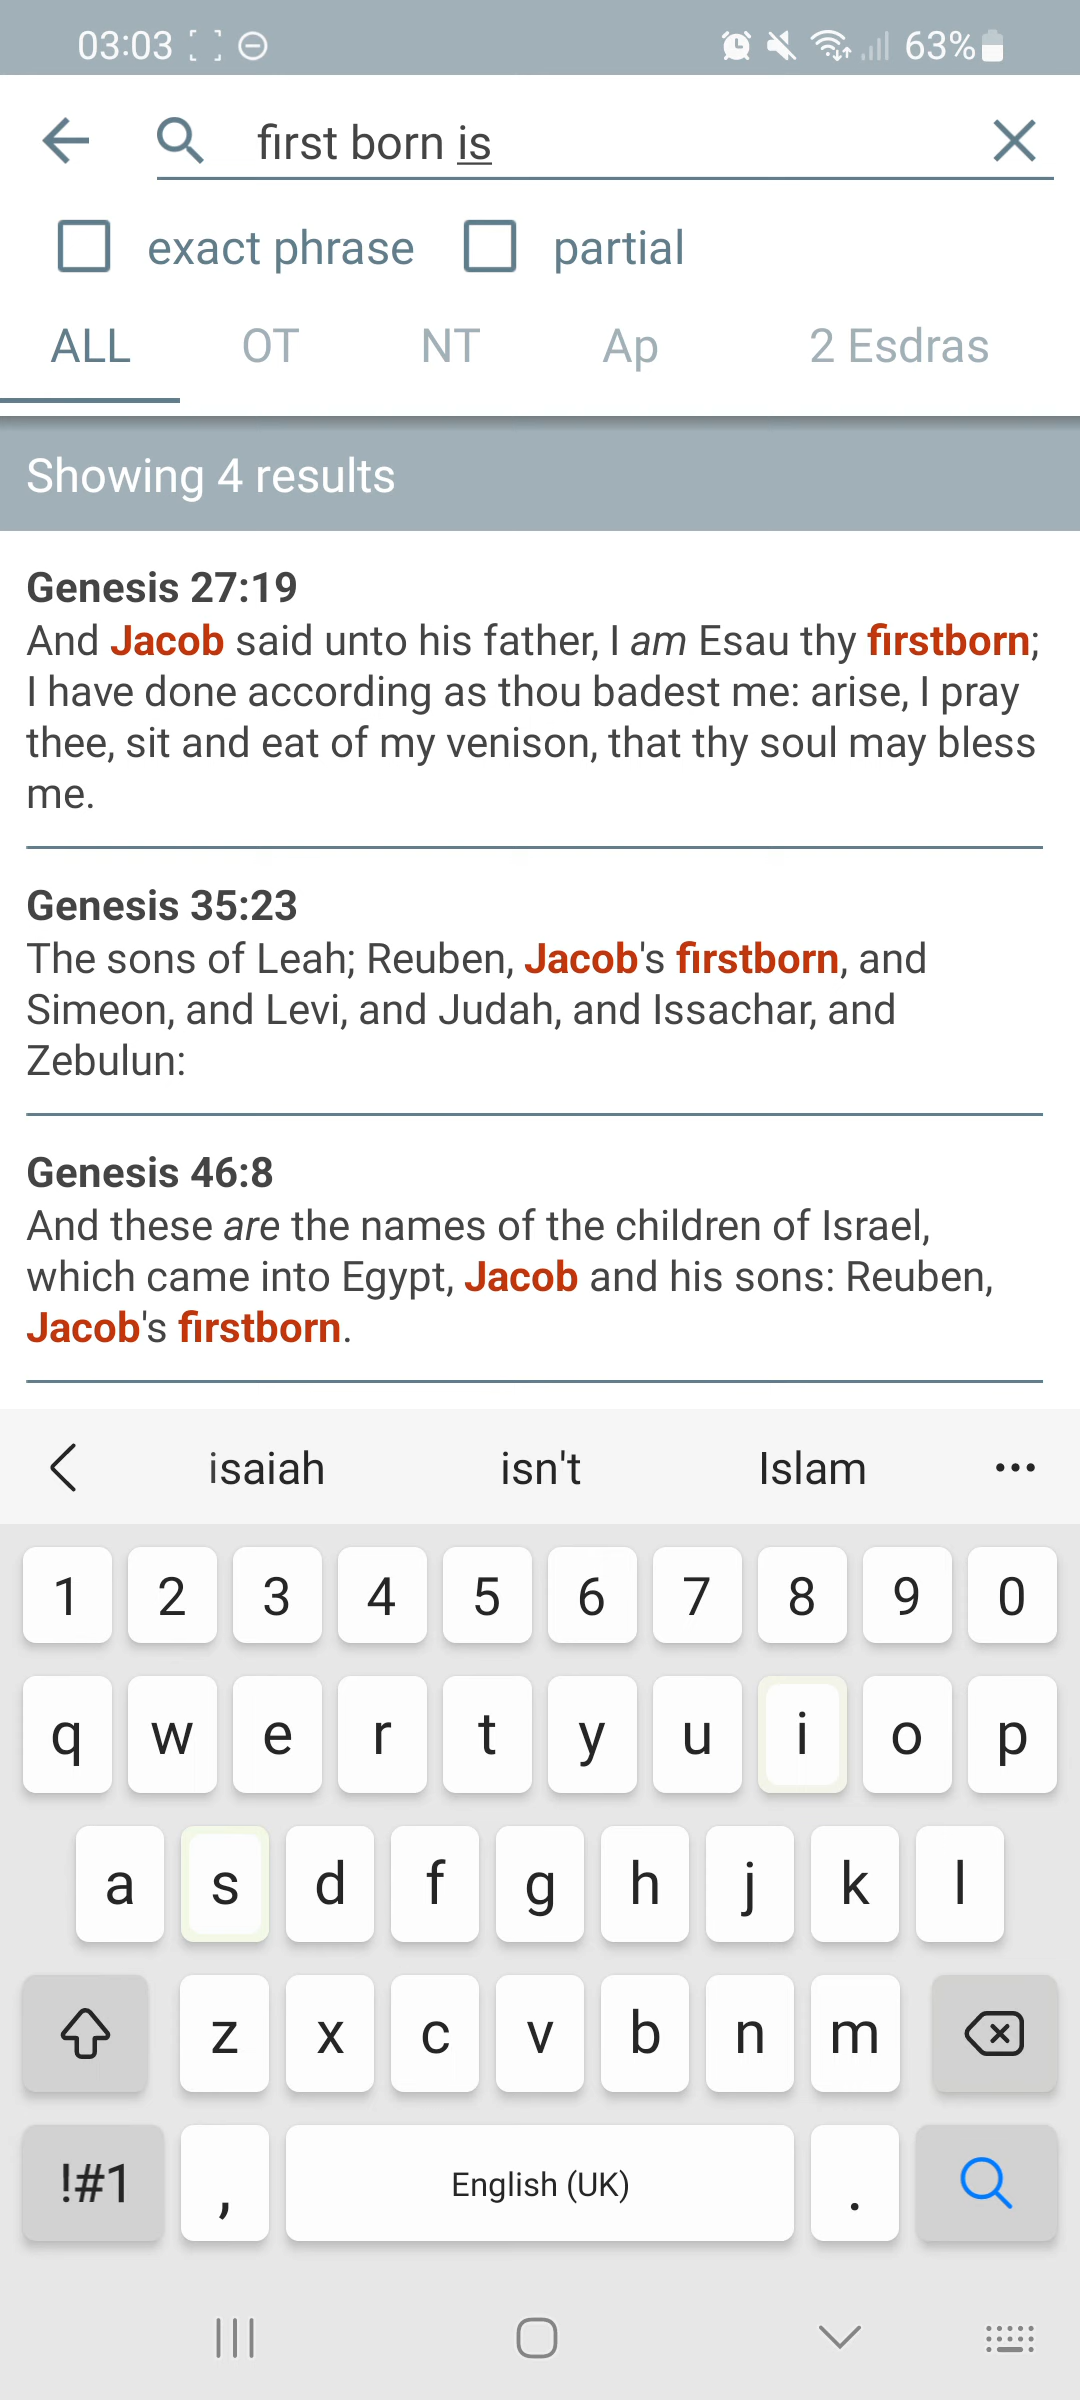 03:03 63%
first born is
exact phrase partial
ALL OT NT Ap 2 Esdras
Showing 4 results
Genesis 27:19
And Jacob said unto his father, I am Esau thy firstborn;
I have done according as thou badest me: arise, I pray
thee, sit and eat of my venison, that thy soul may bless
me.
Genesis 35:23
The sons of Leah; Reuben, Jacob's firstborn, and
Simeon, and Levi, and Judah, and Issachar, and
Zebulun:
Genesis 46:8
And these are the names of the children of Israel,
which came into Egypt, Jacob and his sons: Reuben,
Jacob's firstborn.
isaiah isn't Islam
1 2 3 4 5 6 7 8 9 0
q w e r t y u i o p
a s d f g h j k l
z x c v b n m
!#1 , English (UK) .